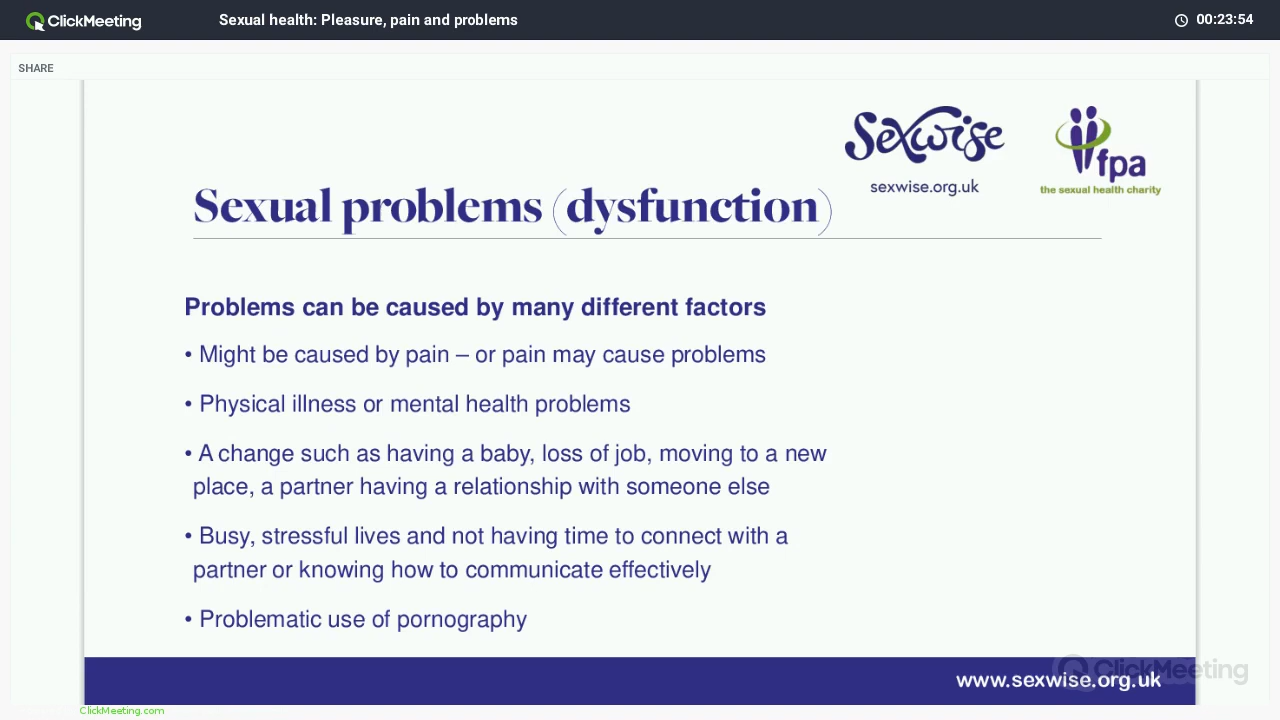 ClickMeeting
Sexual health: Pleasure, pain and problems
00:23:54
SHARE
Sexwise
sexwise.org.uk
fpa
the sexual health charity
Sexual problems (dysfunction)
Problems can be caused by many different factors
• Might be caused by pain – or pain may cause problems
• Physical illness or mental health problems
• A change such as having a baby, loss of job, moving to a new
place, a partner having a relationship with someone else
• Busy, stressful lives and not having time to connect with a
partner or knowing how to communicate effectively
• Problematic use of pornography
ClickMeeting
www.sexwise.org.uk
ClickMeeting.com